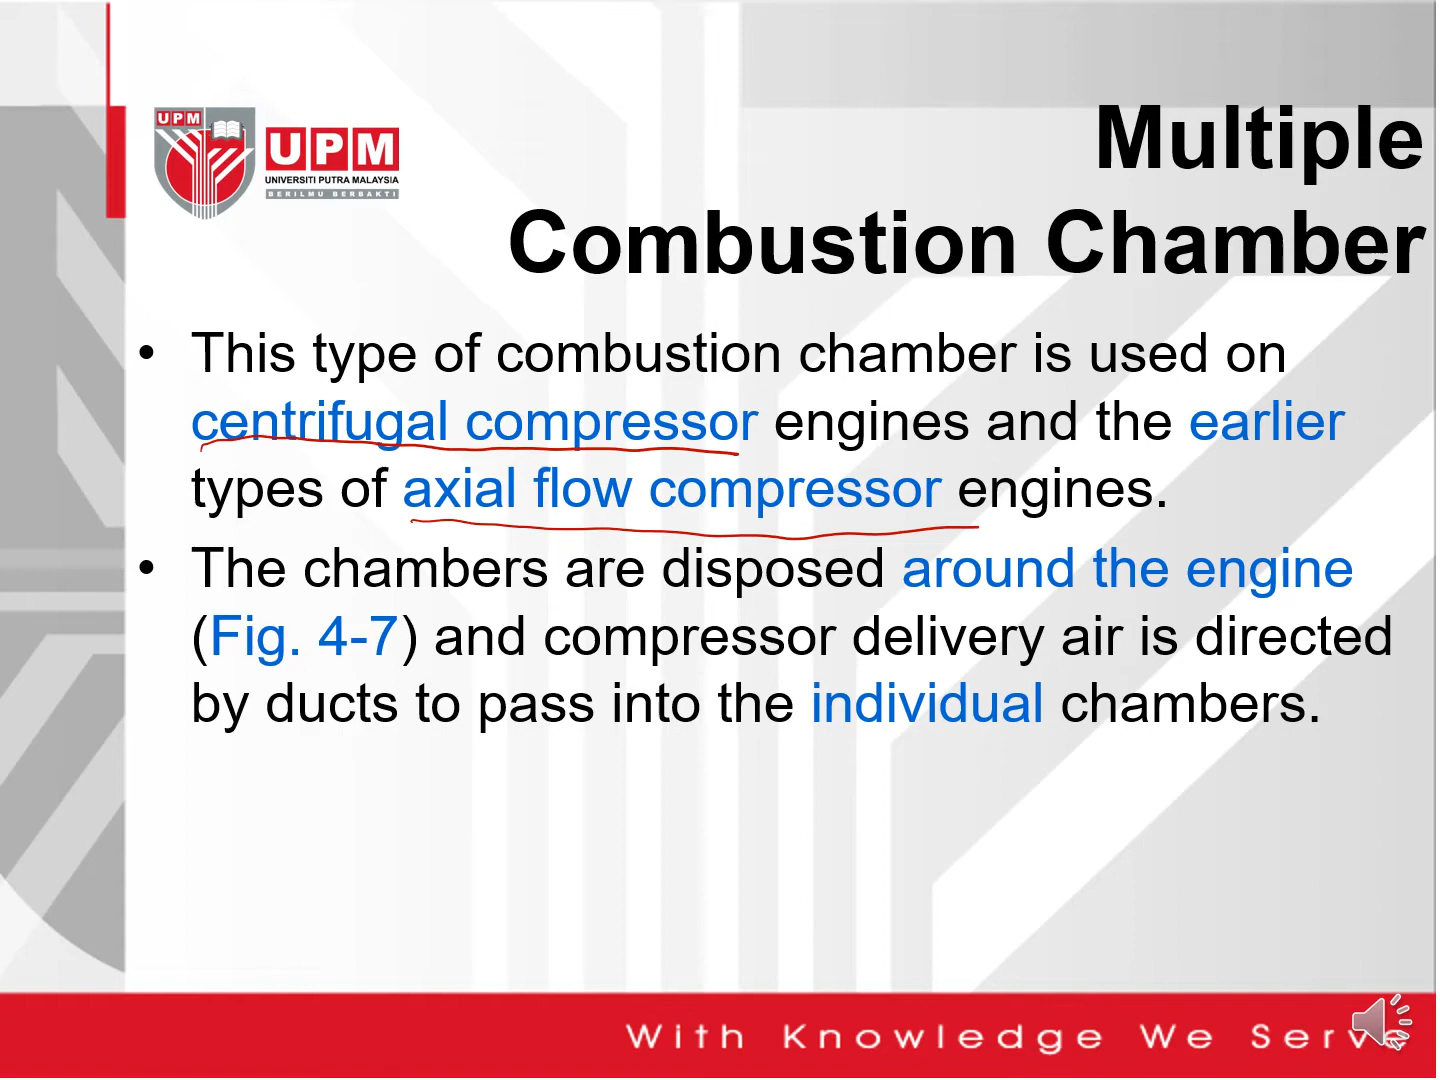 UPM
UPM
UNIVERSITI PUTRA MALAYSIA
BERILMU BERBAKTI
Multiple
Combustion Chamber
• This type of combustion chamber is used on
centrifugal compressor engines and the earlier
types of axial flow compressor engines.
• The chambers are disposed around the engine
(Fig. 4-7) and compressor delivery air is directed
by ducts to pass into the individual chambers.
With Knowledge We Serve